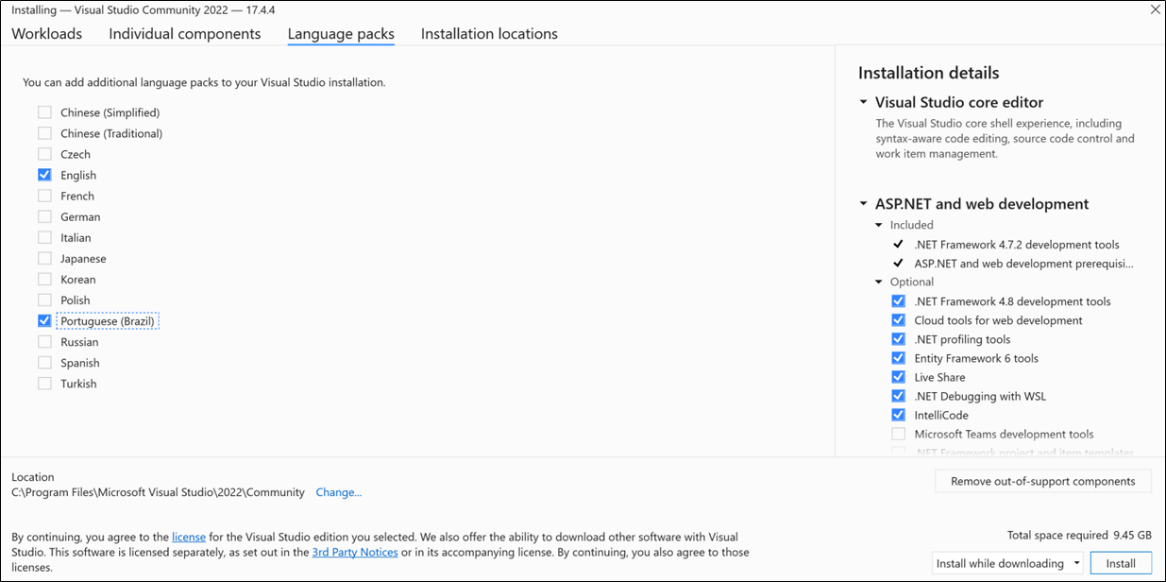 Installing — Visual Studio Community 2022 — 17.4.4
Workloads Individual components Language packs Installation locations
You can add additional language packs to your Visual Studio installation.
Chinese (Simplified)
Chinese (Traditional)
Czech
English
French
German
Italian
Japanese
Korean
Polish
Portuguese (Brazil)
Russian
Spanish
Turkish
Installation details
Visual Studio core editor
The Visual Studio core shell experience, including
syntax-aware code editing, source code control and
work item management.
ASP.NET and web development
Included
.NET Framework 4.7.2 development tools
ASP.NET and web development prerequisi...
Optional
.NET Framework 4.8 development tools
Cloud tools for web development
.NET profiling tools
Entity Framework 6 tools
Live Share
.NET Debugging with WSL
IntelliCode
Microsoft Teams development tools
.NET Framework project and item templates
Location
C:\Program Files\Microsoft Visual Studio\2022\Community Change...
Remove out-of-support components
By continuing, you agree to the license for the Visual Studio edition you selected. We also offer the ability to download other software with Visual
Studio. This software is licensed separately, as set out in the 3rd Party Notices or in its accompanying license. By continuing, you also agree to those
licenses.
Total space required 9.45 GB
Install while downloading Install